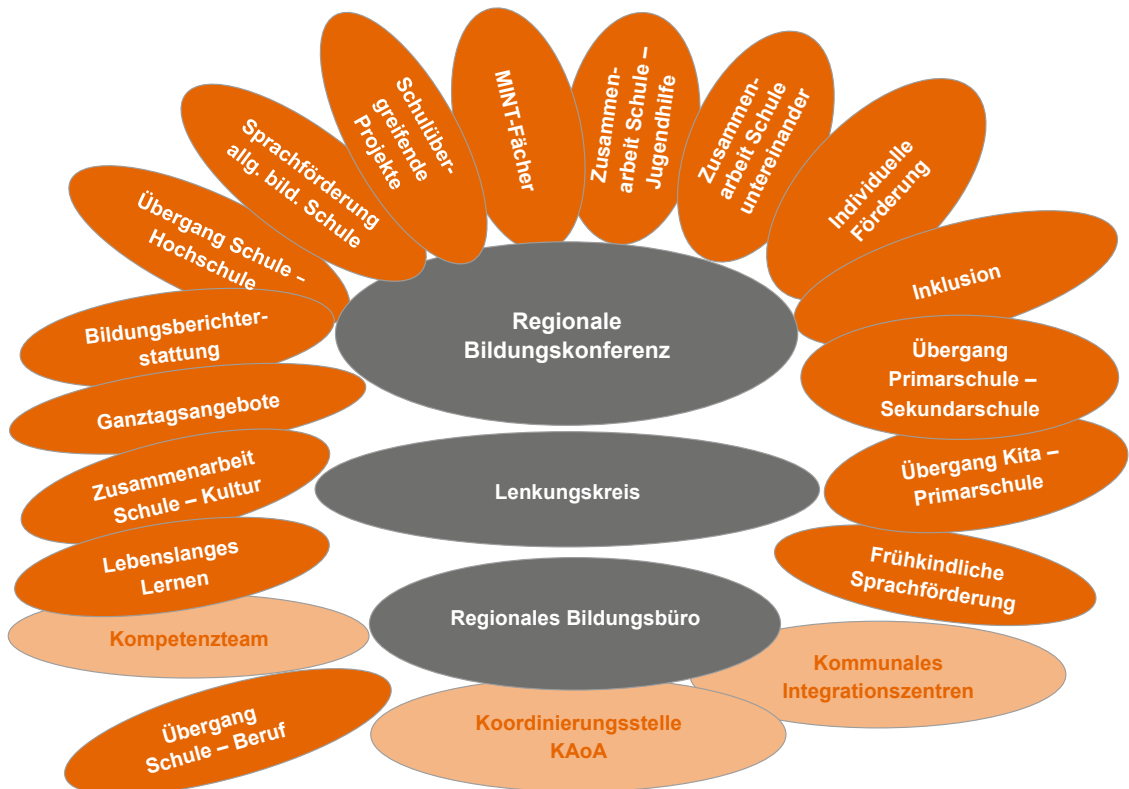 Übergang
Schule – Beruf
Lebenslanges
Lernen
Zusammenarbeit
Schule – Kultur
Ganztagsangebote
Bildungsberichter-
stattung
Übergang Schule –
Hochschule
Sprachförderung
allg. bild. Schule
Schulüber-
greifende
Projekte
MINT-Fächer
Zusammen-
arbeit Schule –
Jugendhilfe
Zusammen-
arbeit Schule
untereinander
Individuelle
Förderung
Inklusion
Übergang
Primarschule –
Sekundarschule
Übergang Kita –
Primarschule
Frühkindliche
Sprachförderung
Regionale
Bildungskonferenz
Lenkungskreis
Regionales Bildungsbüro
Kompetenzteam
Koordinierungsstelle
KAoA
Kommunales
Integrationszentren